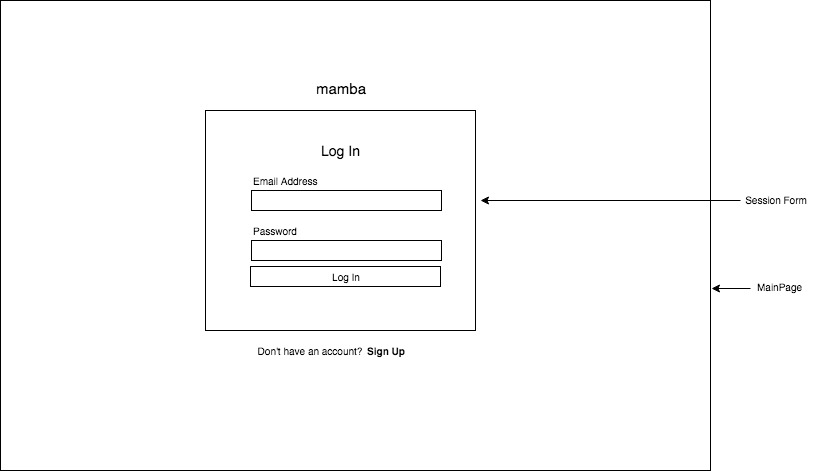 mamba
Log In
Email Address
Session Form
Password
Log In
MainPage
Don't have an account? Sign Up